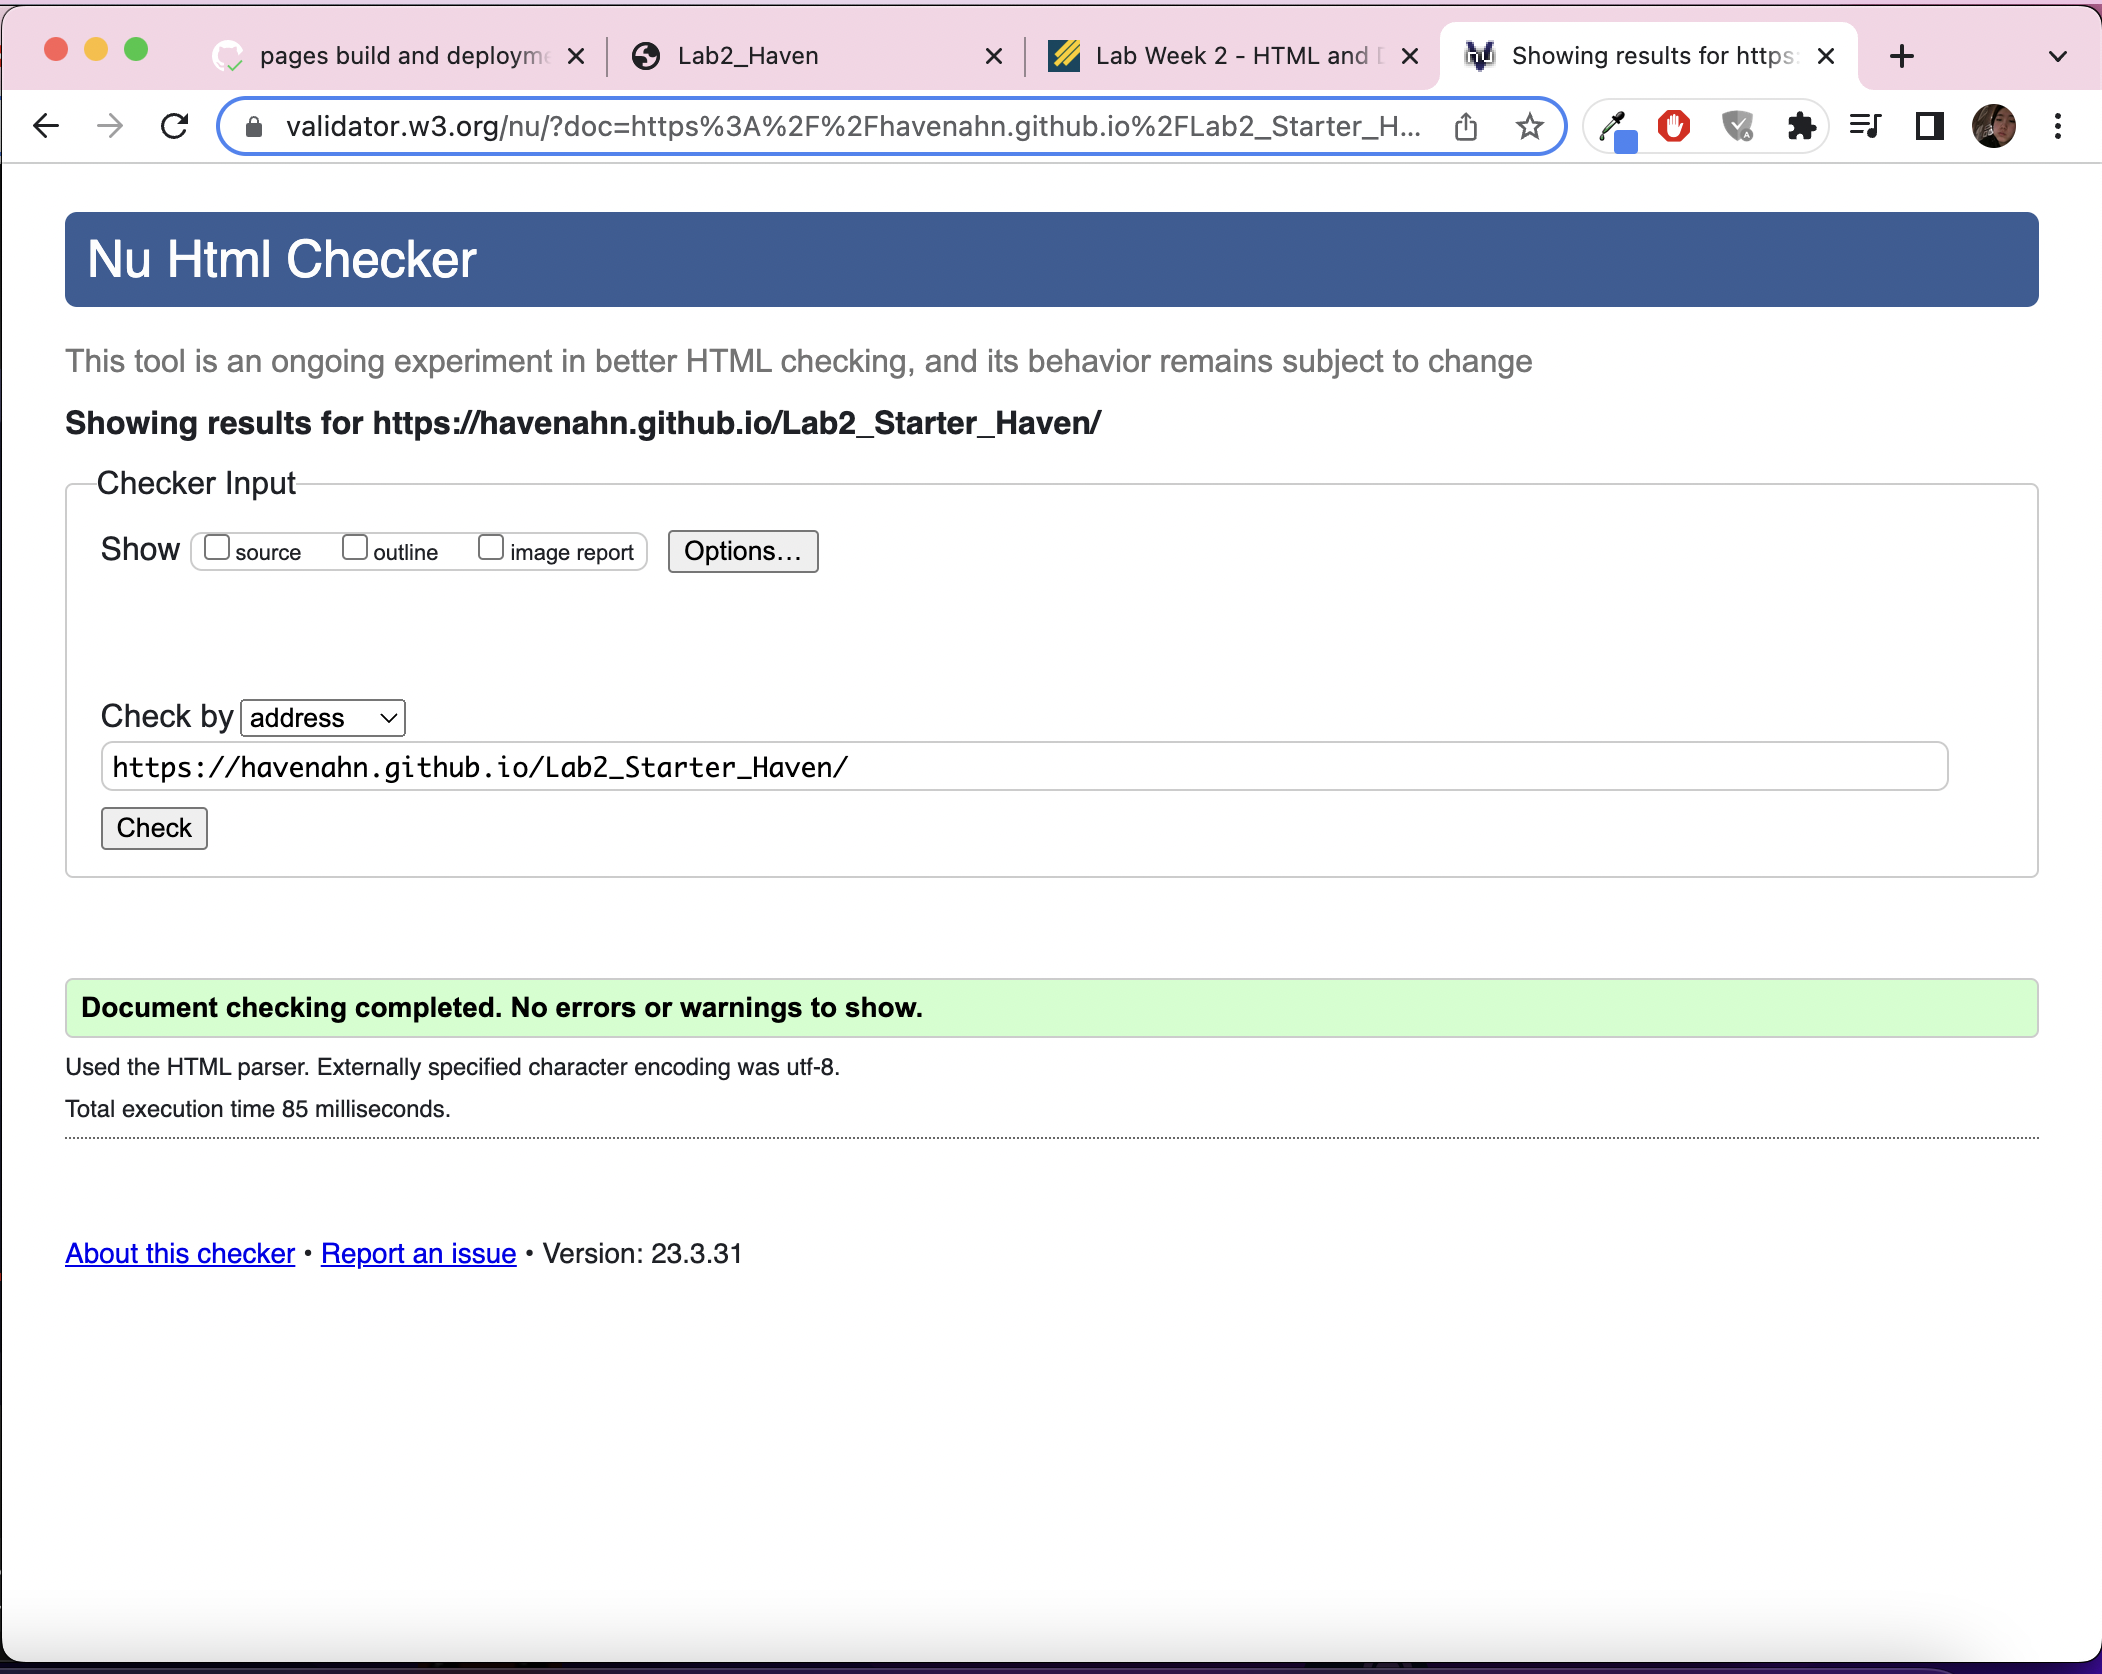 pages build and deployme
Lab2_Haven
Lab Week 2 - HTML and
Showing results for https:
validator.w3.org/nu/?doc=https%3A%2F%2Fhavenahn.github.io%2FLab2_Starter_H...
Nu Html Checker
This tool is an ongoing experiment in better HTML checking, and its behavior remains subject to change
Showing results for https://havenahn.github.io/Lab2_Starter_Haven/
Checker Input
Show source outline image report Options...
Check by address
https://havenahn.github.io/Lab2_Starter_Haven/
Check
Document checking completed. No errors or warnings to show.
Used the HTML parser. Externally specified character encoding was utf-8.
Total execution time 85 milliseconds.
About this checker • Report an issue • Version: 23.3.31